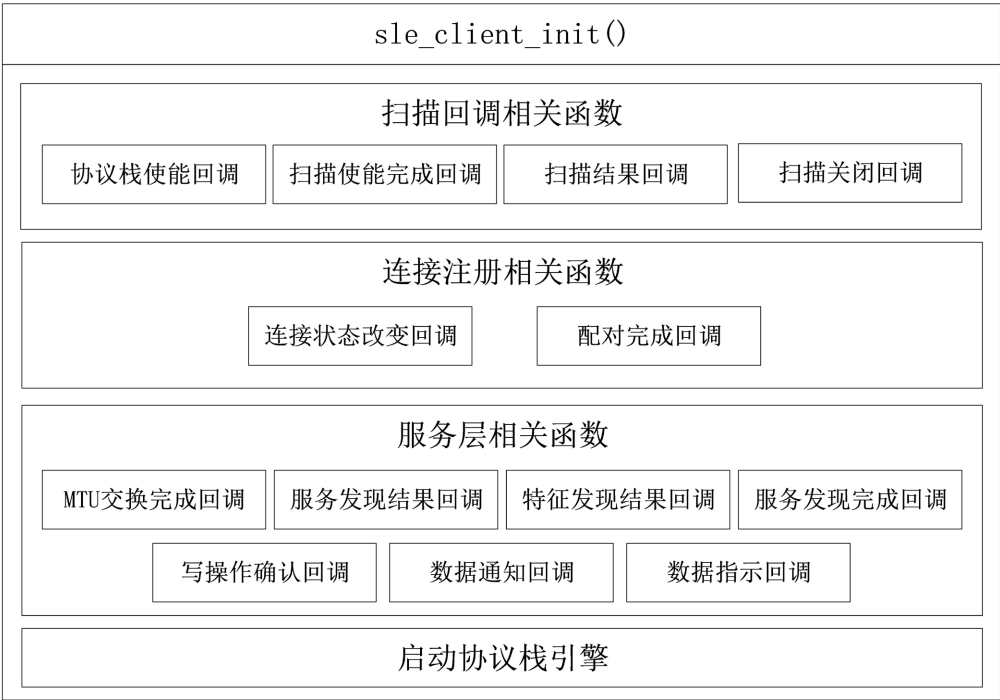 sle_client_init()
扫描回调相关函数
协议栈使能回调 扫描使能完成回调 扫描结果回调 扫描关闭回调
连接注册相关函数
连接状态改变回调 配对完成回调
服务层相关函数
MTU交换完成回调 服务发现结果回调 特征发现结果回调 服务发现完成回调
写操作确认回调 数据通知回调 数据指示回调
启动协议栈引擎